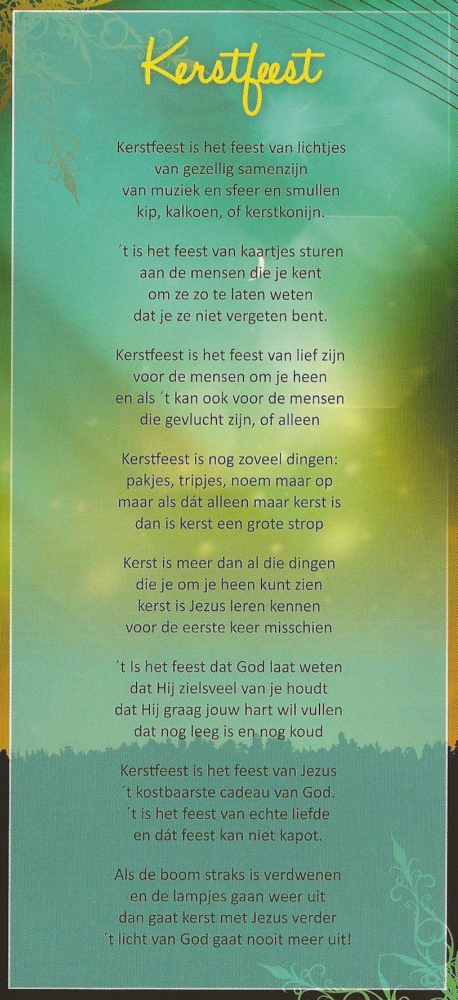 Kerstfeest
Kerstfeest is het feest van lichtjes
van gezellig samenzijn
van muziek en sfeer en smullen
kip, kalkoen, of kerstkonijn.
´t is het feest van kaartjes sturen
aan de mensen die je kent
om ze zo te laten weten
dat je ze niet vergeten bent.
Kerstfeest is het feest van lief zijn
voor de mensen om je heen
en als ´t kan ook voor de mensen
die gevlucht zijn, of alleen
Kerstfeest is nog zoveel dingen:
pakjes, tripjes, noem maar op
maar als dát alleen maar kerst is
dan is kerst een grote strop
Kerst is meer dan al die dingen
die je om je heen kunt zien
kerst is Jezus leren kennen
voor de eerste keer misschien
´t Is het feest dat God laat weten
dat Hij zielsveel van je houdt
dat Hij graag jouw hart wil vullen
dat nog leeg is en nog koud
Kerstfeest is het feest van Jezus
´t kostbaarste cadeau van God.
´t is het feest van echte liefde
en dát feest kan niet kapot.
Als de boom straks is verdwenen
en de lampjes gaan weer uit
dan gaat kerst met Jezus verder
´t licht van God gaat nooit meer uit!